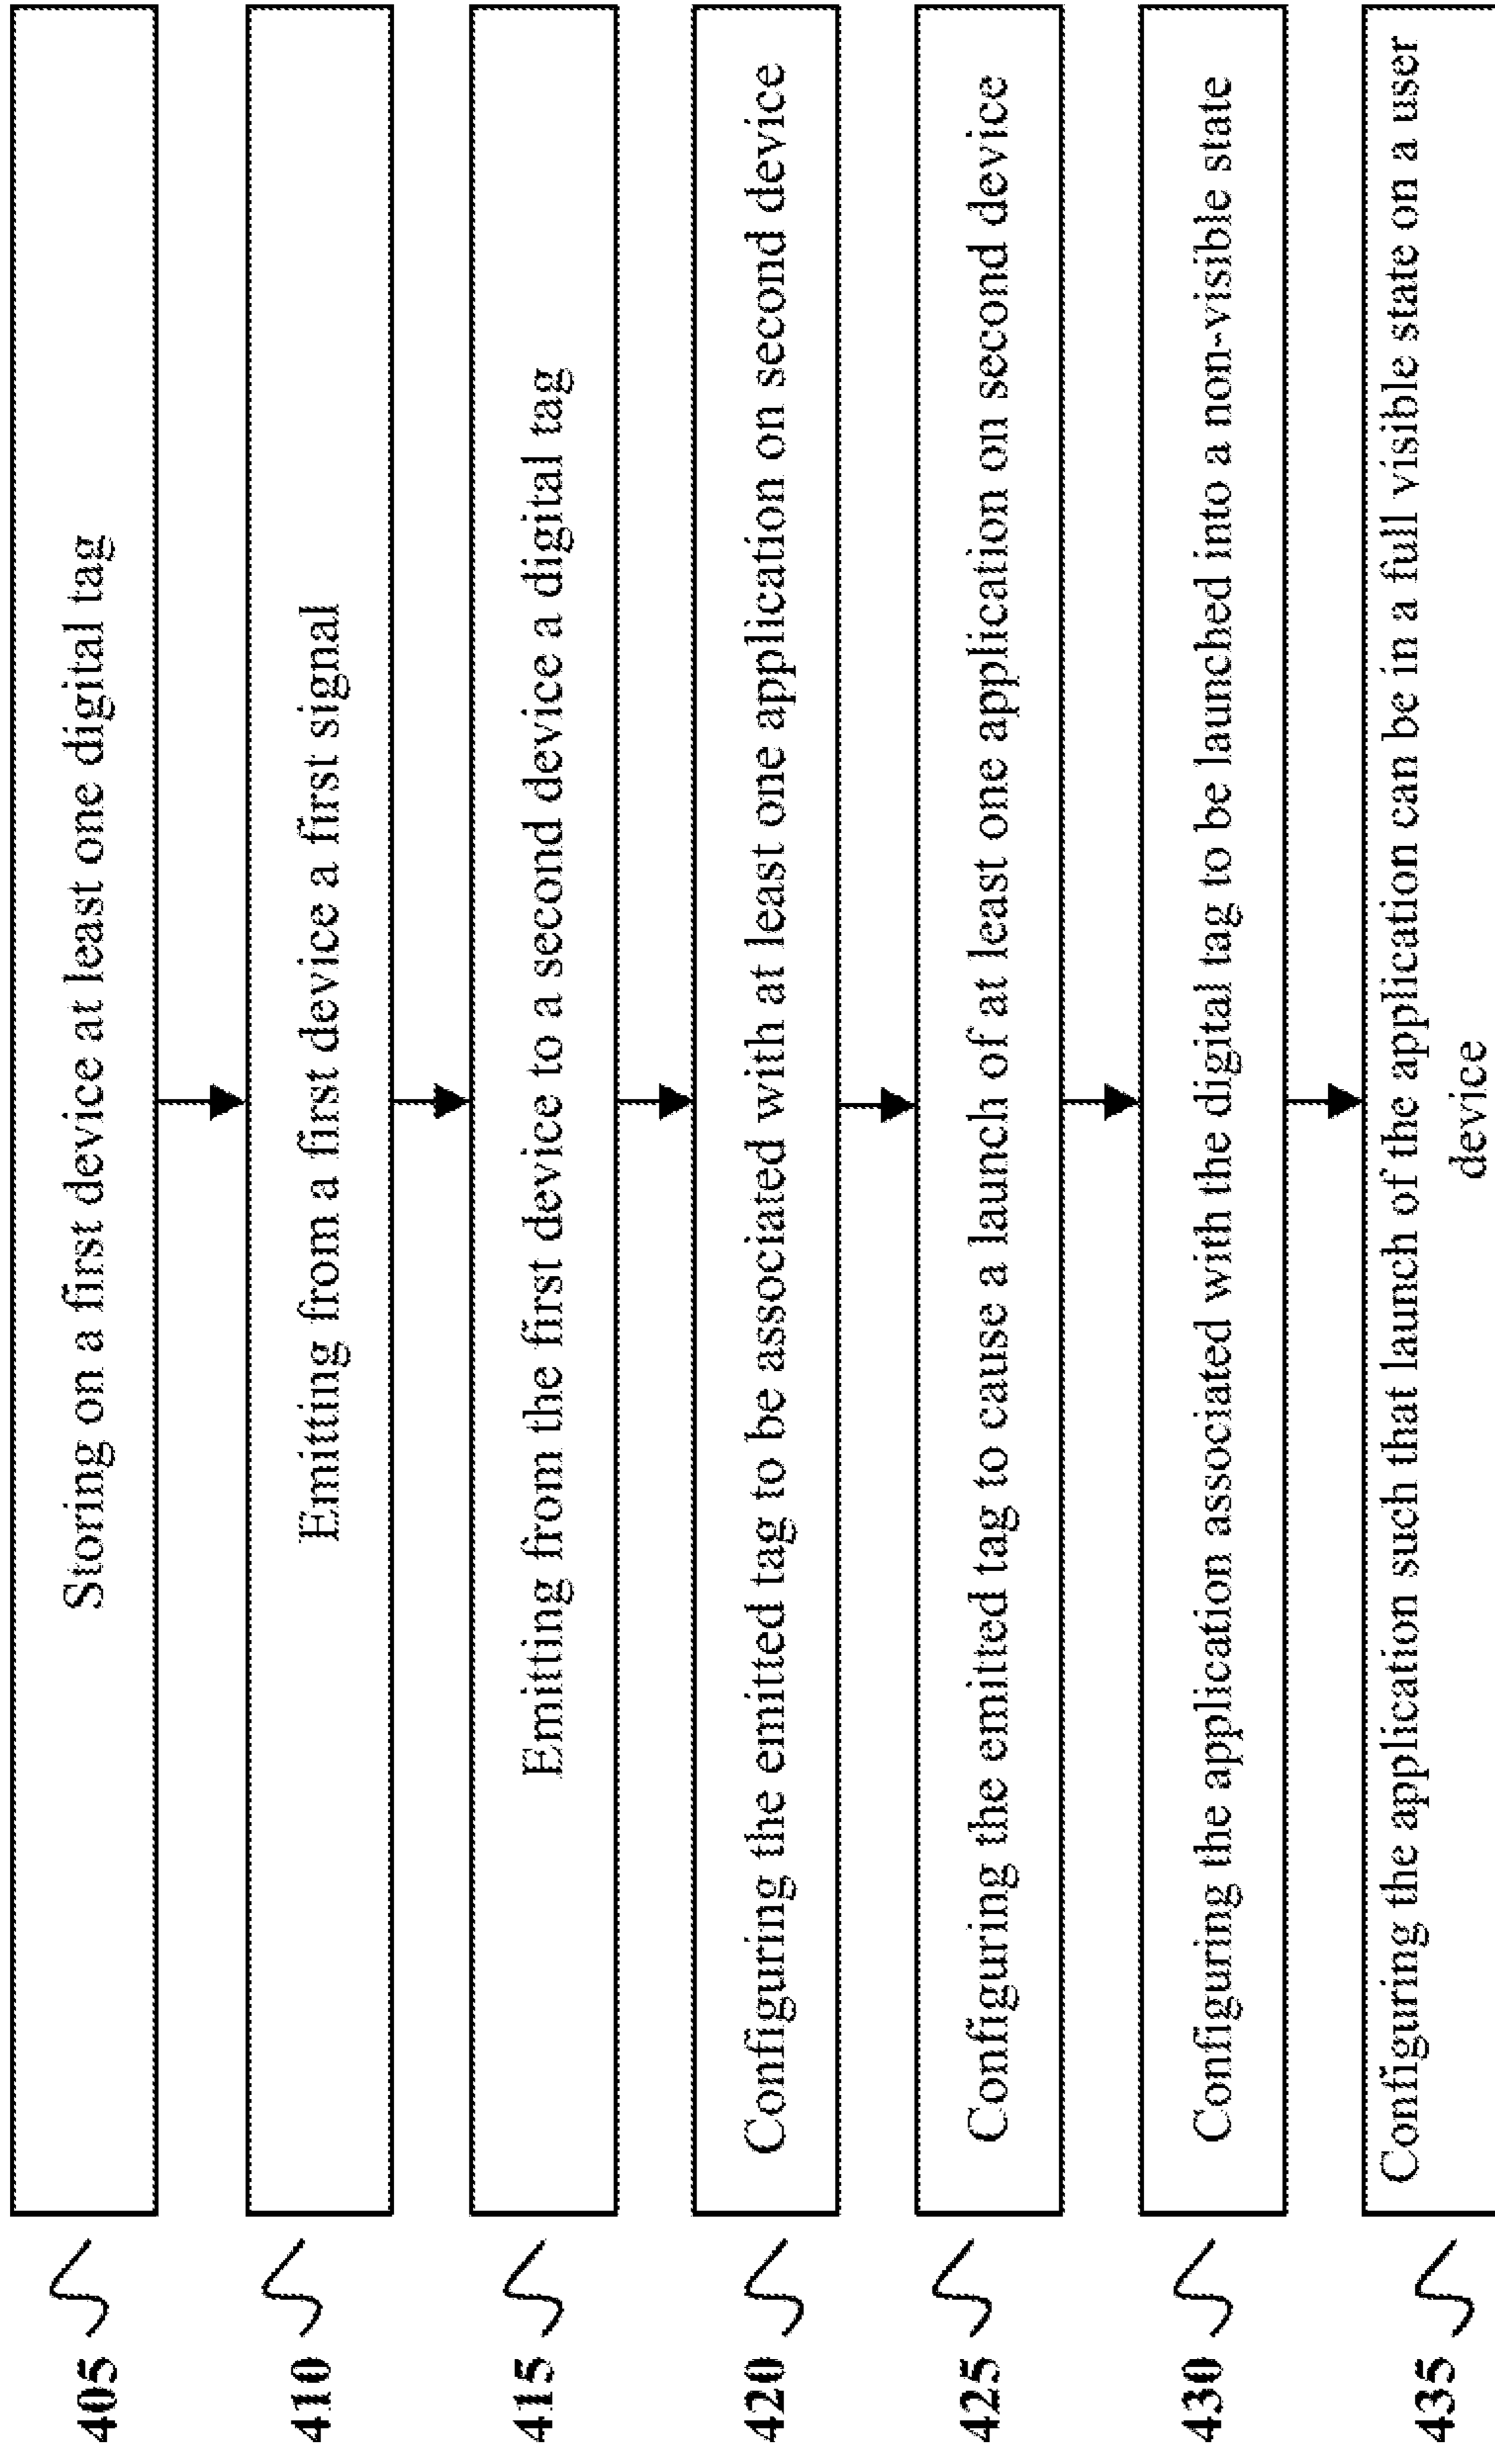 405 Storing on a first device at least one digital tag
410 Emitting from a first device a first signal
415 Emitting from the first device to a second device a digital tag
420 Configuring the emitted tag to be associated with at least one application on second device
425 Configuring the emitted tag to cause a launch of at least one application on second device
430 Configuring the application associated with the digital tag to be launched into a non-visible state
435 Configuring the application such that launch of the application can be in a full visible state on a user
device